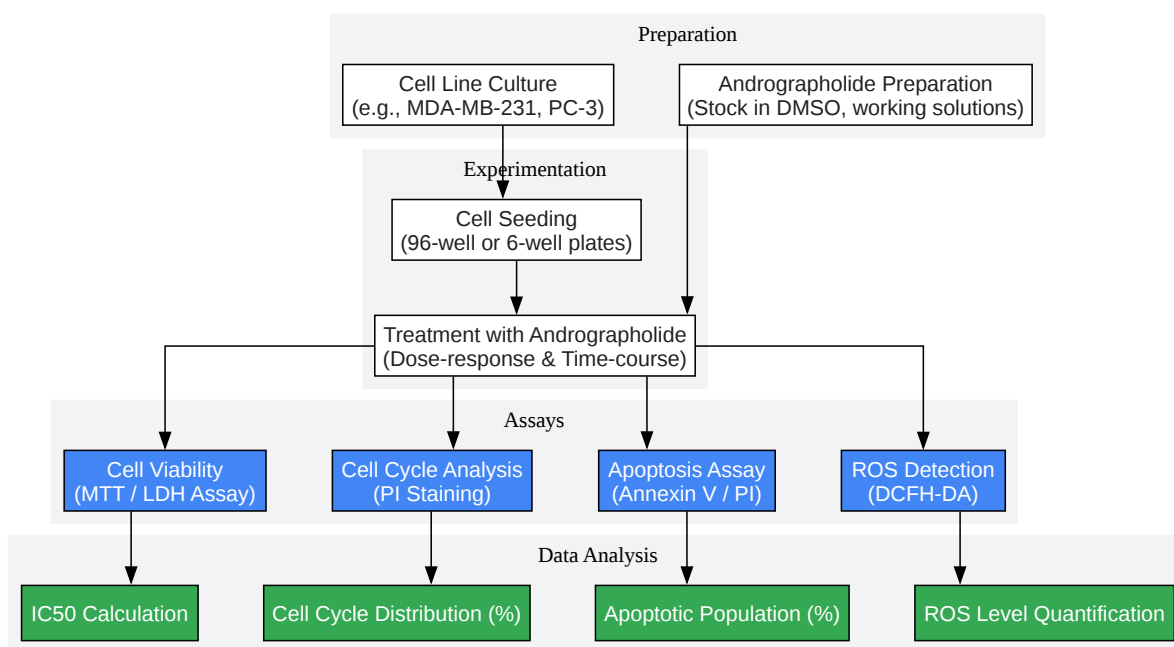 Preparation
Cell Line Culture
(e.g., MDA-MB-231, PC-3)
Andrographolide Preparation
(Stock in DMSO, working solutions)
Experimentation
Cell Seeding
(96-well or 6-well plates)
Treatment with Andrographolide
(Dose-response & Time-course)
Assays
Cell Viability
(MTT / LDH Assay)
Cell Cycle Analysis
(PI Staining)
Apoptosis Assay
(Annexin V / PI)
ROS Detection
(DCFH-DA)
Data Analysis
IC50 Calculation
Cell Cycle Distribution (%)
Apoptotic Population (%)
ROS Level Quantification